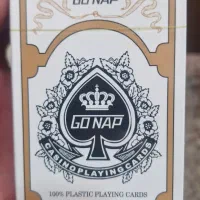 GO NAP
GO NAP
CASINO PLAYING CARDS
100% PLASTIC PLAYING CARDS